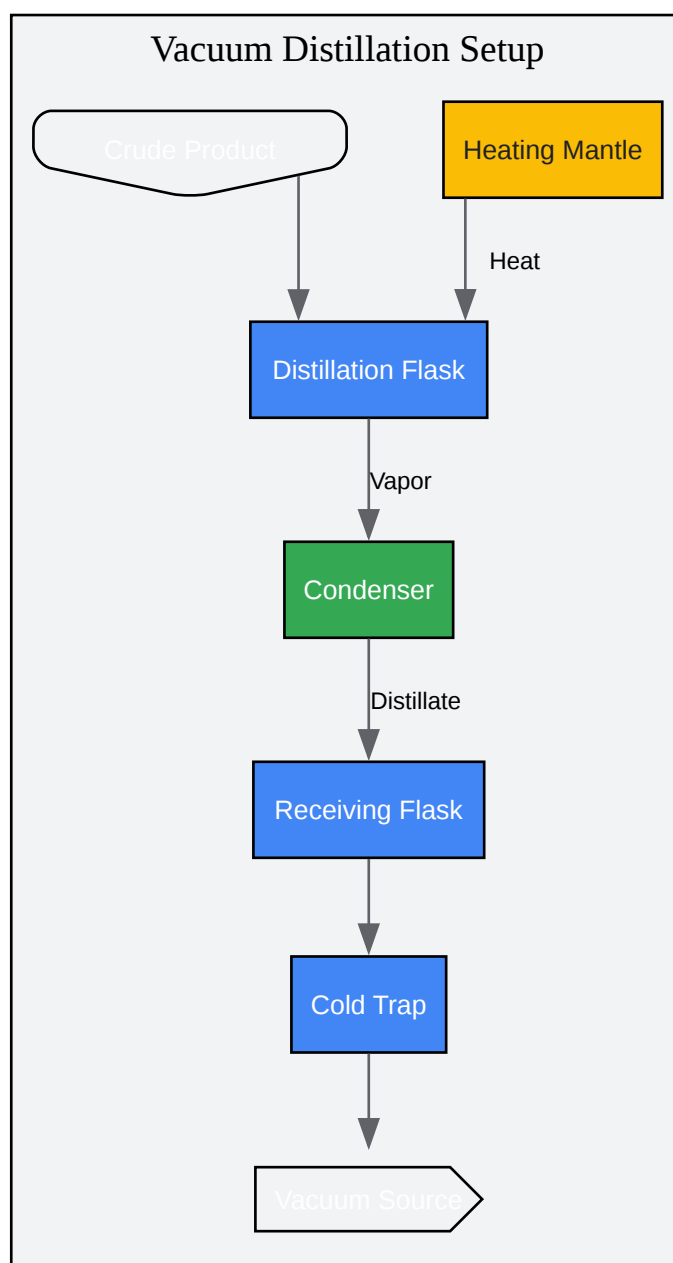 Vacuum Distillation Setup
Crude Product
Heating Mantle
Heat
Distillation Flask
Vapor
Condenser
Distillate
Receiving Flask
Cold Trap
Vacuum Source